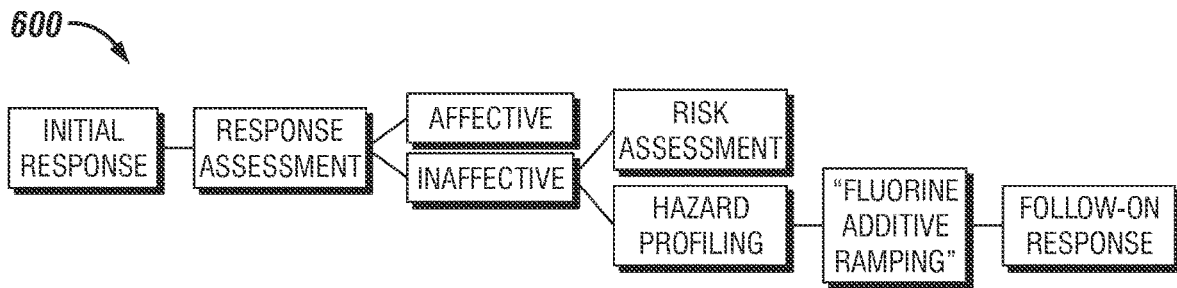 600
INITIAL
RESPONSE
RESPONSE
ASSESSMENT
AFFECTIVE
INAFFECTIVE
RISK
ASSESSMENT
HAZARD
PROFILING
“FLUORINE
ADDITIVE
RAMPING”
FOLLOW-ON
RESPONSE